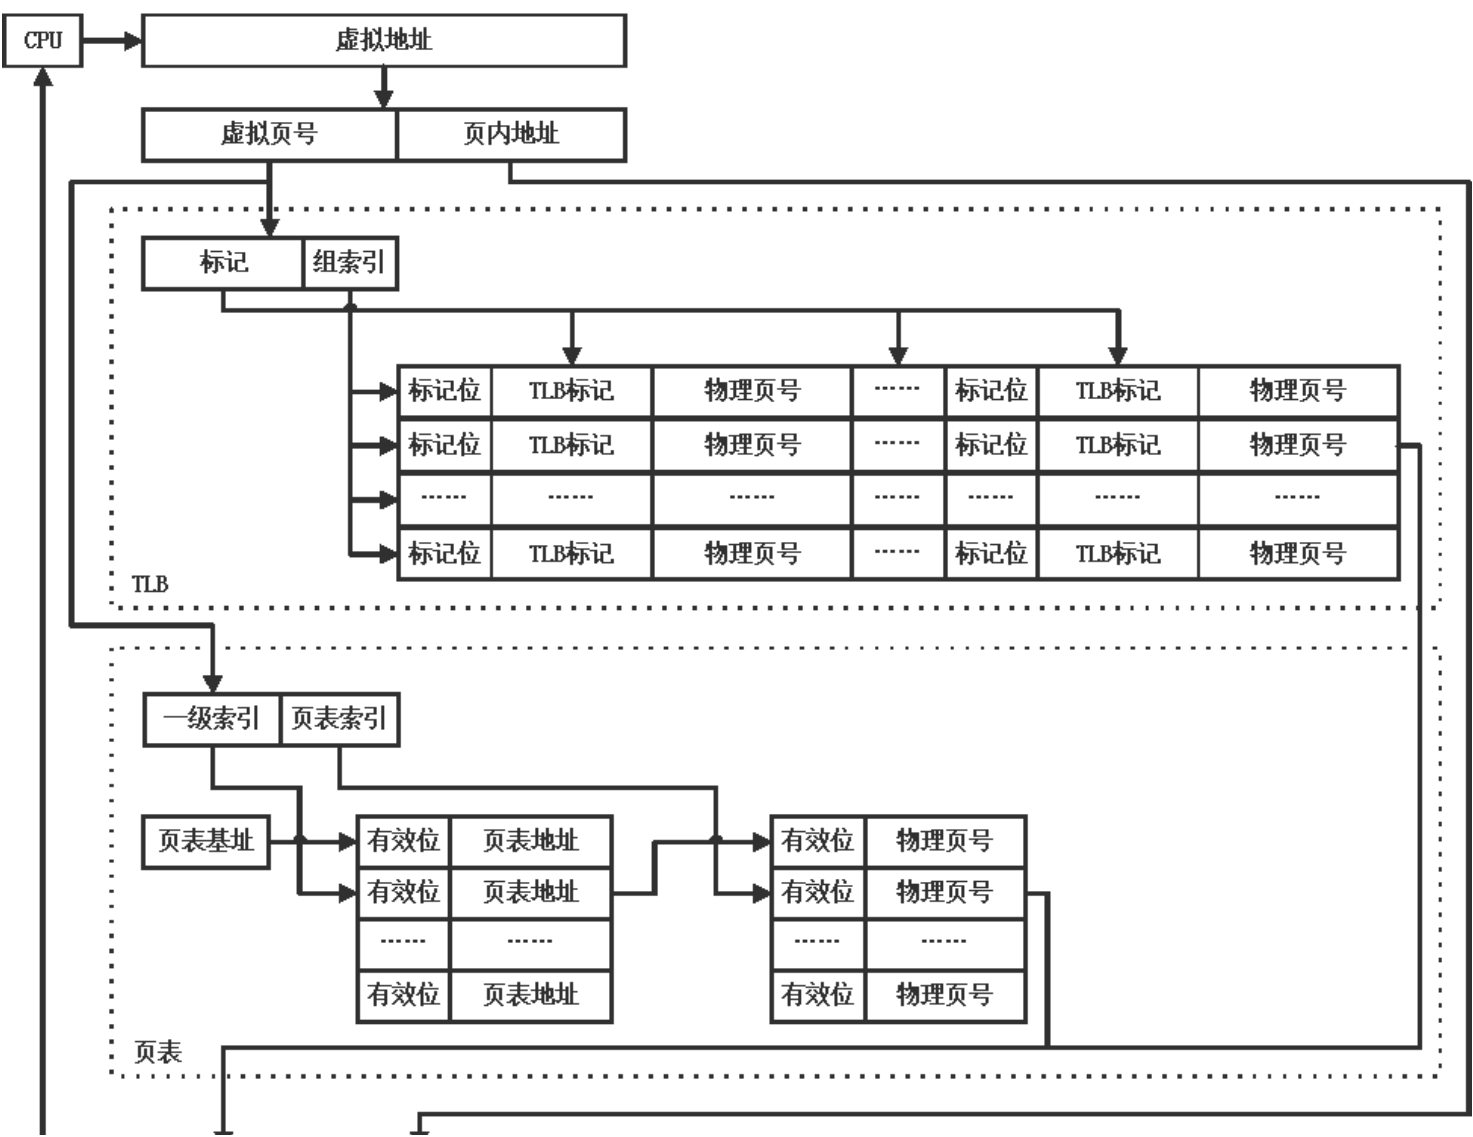 CPU 虚拟地址
虚拟页号 页内地址
标记 组索引
标记位 TLB标记 物理页号 …… 标记位 TLB标记 物理页号
标记位 TLB标记 物理页号 …… 标记位 TLB标记 物理页号
…… …… …… …… …… …… ……
标记位 TLB标记 物理页号 …… 标记位 TLB标记 物理页号
TLB
一级索引 页表索引
页表基址 有效位 页表地址 有效位 物理页号
有效位 页表地址 有效位 物理页号
…… …… …… ……
有效位 页表地址 有效位 物理页号
页表